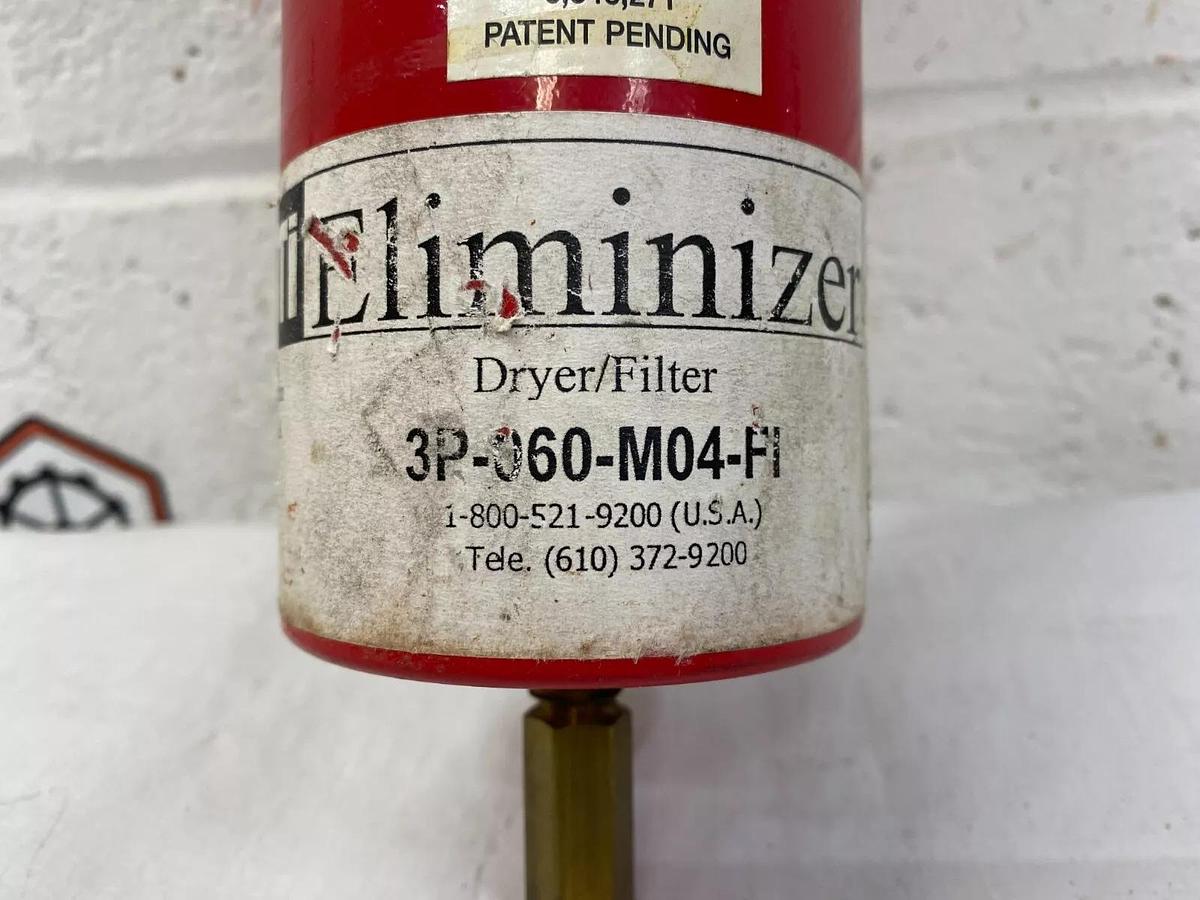 PATENT PENDING
Eliminizer
Dryer/Filter
3P-060-M04-FI
1-800-521-9200 (U.S.A.)
Tele. (610) 372-9200